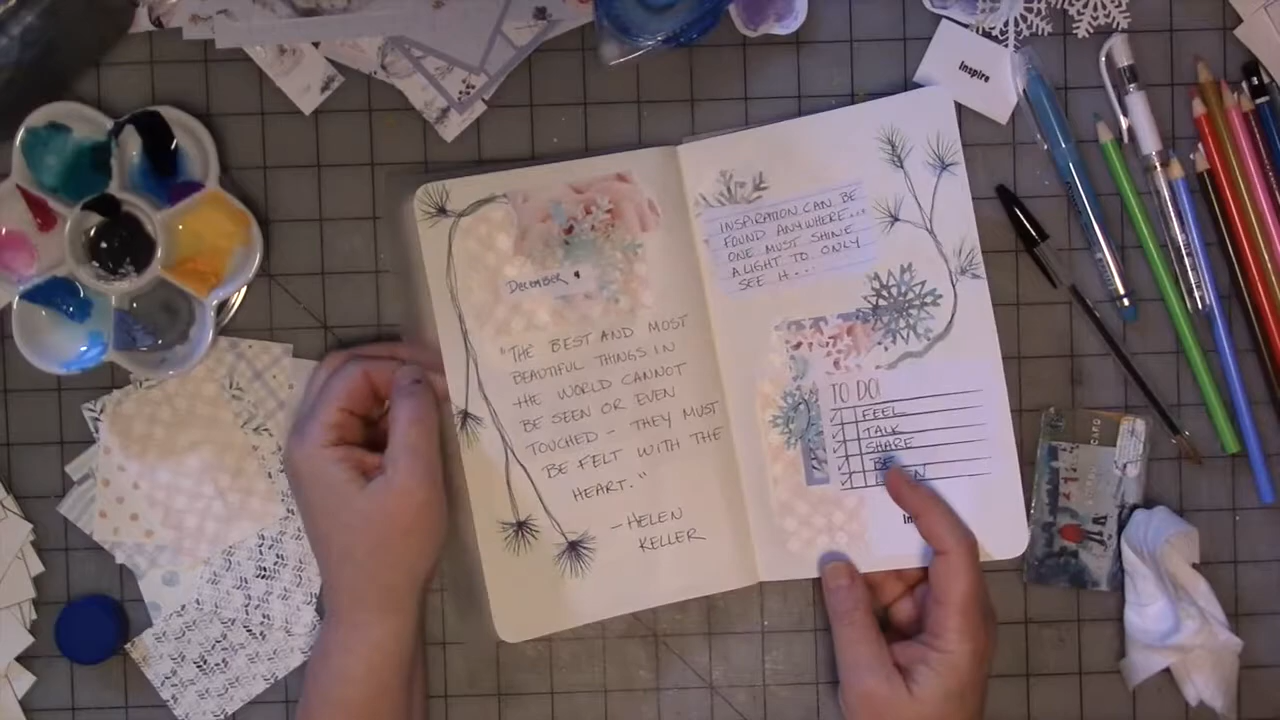 Inspire
December 4
"THE BEST AND MOST
BEAUTIFUL THINGS IN
THE WORLD CANNOT
BE SEEN OR EVEN
TOUCHED – THEY MUST
BE FELT WITH THE
HEART."
– HELEN
KELLER
INSPIRATION CAN BE
FOUND ANYWHERE...
ONE MUST SHINE
A LIGHT TO ONLY
SEE IT...
TO DO:
FEEL
TALK
SHARE
BE